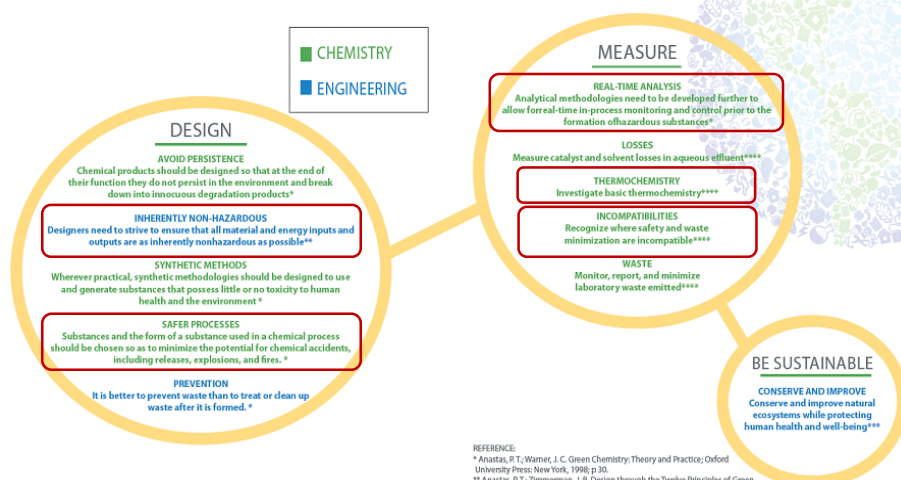 CHEMISTRY
ENGINEERING
DESIGN
AVOID PERSISTENCE
Chemical products should be designed so that at the end of
their function they do not persist in the environment and break
down into innocuous degradation products*
INHERENTLY NON-HAZARDOUS
Designers need to strive to ensure that all material and energy inputs and
outputs are as inherently nonhazardous as possible**
SYNTHETIC METHODS
Wherever practical, synthetic methodologies should be designed to use
and generate substances that possess little or no toxicity to human
health and the environment *
SAFER PROCESSES
Substances and the form of a substance used in a chemical process
should be chosen so as to minimize the potential for chemical accidents,
including releases, explosions, and fires. *
PREVENTION
It is better to prevent waste than to treat or clean up
waste after it is formed. *
MEASURE
REAL-TIME ANALYSIS
Analytical methodologies need to be developed further to
allow forreal-time in-process monitoring and control prior to the
formation ofhazardous substances*
LOSSES
Measure catalyst and solvent losses in aqueous effluent****
THERMOCHEMISTRY
Investigate basic thermochemistry****
INCOMPATIBILITIES
Recognize where safety and waste
minimization are incompatible****
WASTE
Monitor, report, and minimize
laboratory waste emitted****
BE SUSTAINABLE
CONSERVE AND IMPROVE
Conserve and improve natural
ecosystems while protecting
human health and well-being***
REFERENCE:
* Anastas, P. T.; Warner, J. C. Green Chemistry: Theory and Practice; Oxford
University Press: New York, 1998; p 30.
** Anastas, P.T.; Zimmerman, J. B. Design through the Twelve Principles of Green